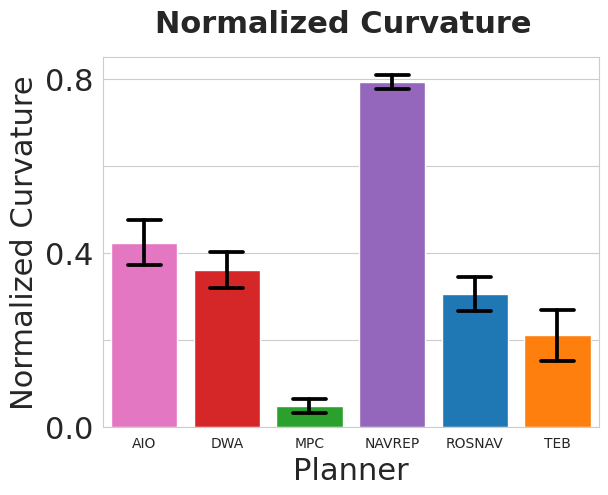 Normalized Curvature
Normalized Curvature
0.8
0.4
0.0
AIO DWA MPC NAVREP ROSNAV TEB
Planner